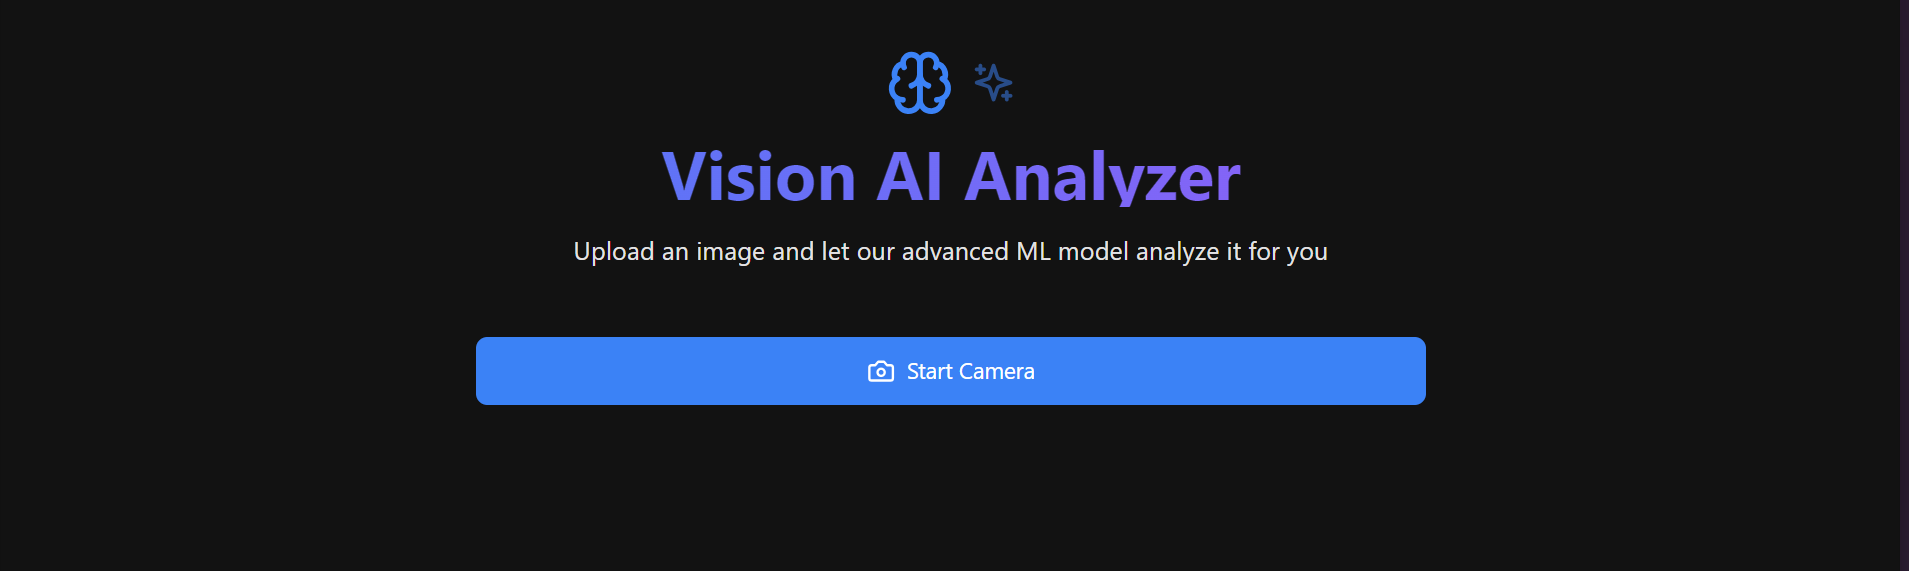 Vision AI Analyzer
Upload an image and let our advanced ML model analyze it for you
Start Camera